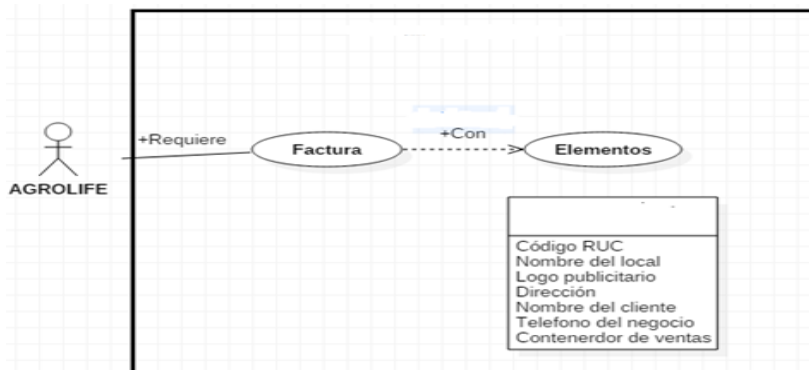 +Requiere
+Con
Factura
Elementos
AGROLIFE
Código RUC
Nombre del local
Logo publicitario
Dirección
Nombre del cliente
Telefono del negocio
Contenerdor de ventas